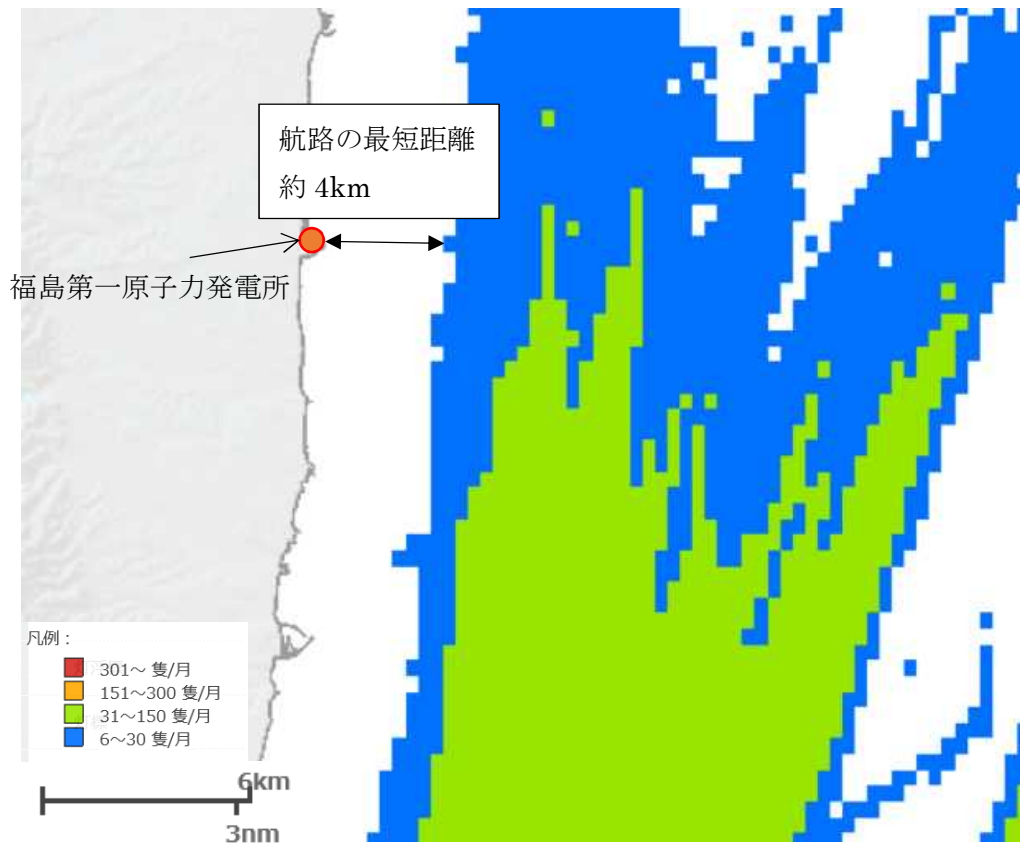 航路の最短距離
約 4km
福島第一原子力発電所
凡例：
301～ 隻/月
151～300 隻/月
31～150 隻/月
6～30 隻/月
6km
3nm